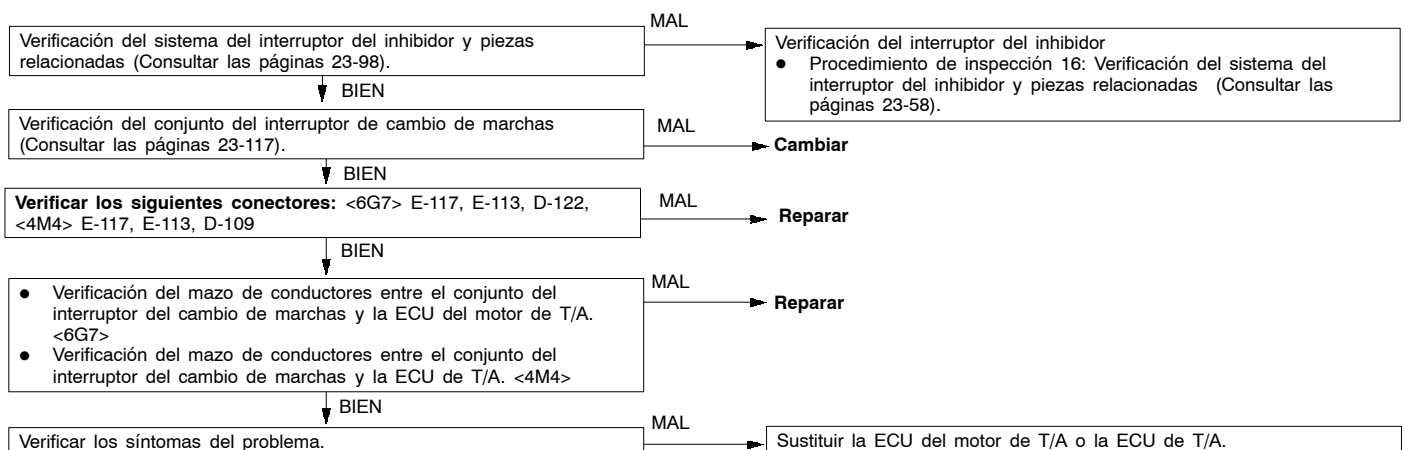 MAL
Verificación del sistema del interruptor del inhibidor y piezas
relacionadas (Consultar las páginas 23-98).
Verificación del interruptor del inhibidor
● Procedimiento de inspección 16: Verificación del sistema del
interruptor del inhibidor y piezas relacionadas (Consultar las
páginas 23-58).
BIEN
Verificación del conjunto del interruptor de cambio de marchas
(Consultar las páginas 23-117).
MAL
Cambiar
BIEN
Verificar los siguientes conectores: <6G7> E-117, E-113, D-122,
<4M4> E-117, E-113, D-109
MAL
Reparar
BIEN
● Verificación del mazo de conductores entre el conjunto del
interruptor del cambio de marchas y la ECU del motor de T/A.
<6G7>
● Verificación del mazo de conductores entre el conjunto del
interruptor del cambio de marchas y la ECU de T/A. <4M4>
MAL
Reparar
BIEN
Verificar los síntomas del problema.
MAL
Sustituir la ECU del motor de T/A o la ECU de T/A.